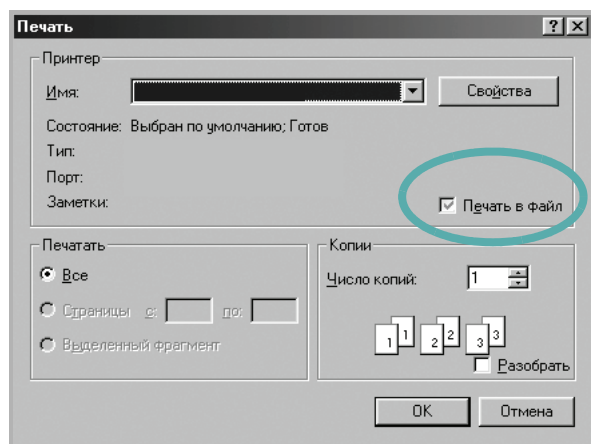 Печать
Принтер
Имя:
Свойства
Состояние: Выбран по умолчанию; Готов
Тип:
Порт:
Заметки:
Печать в файл
Печатать
Все
Страницы с: по:
Выделенный фрагмент
Копии
Число копий: 1
1 1 2 2 3 3
Разобрать
OK
Отмена